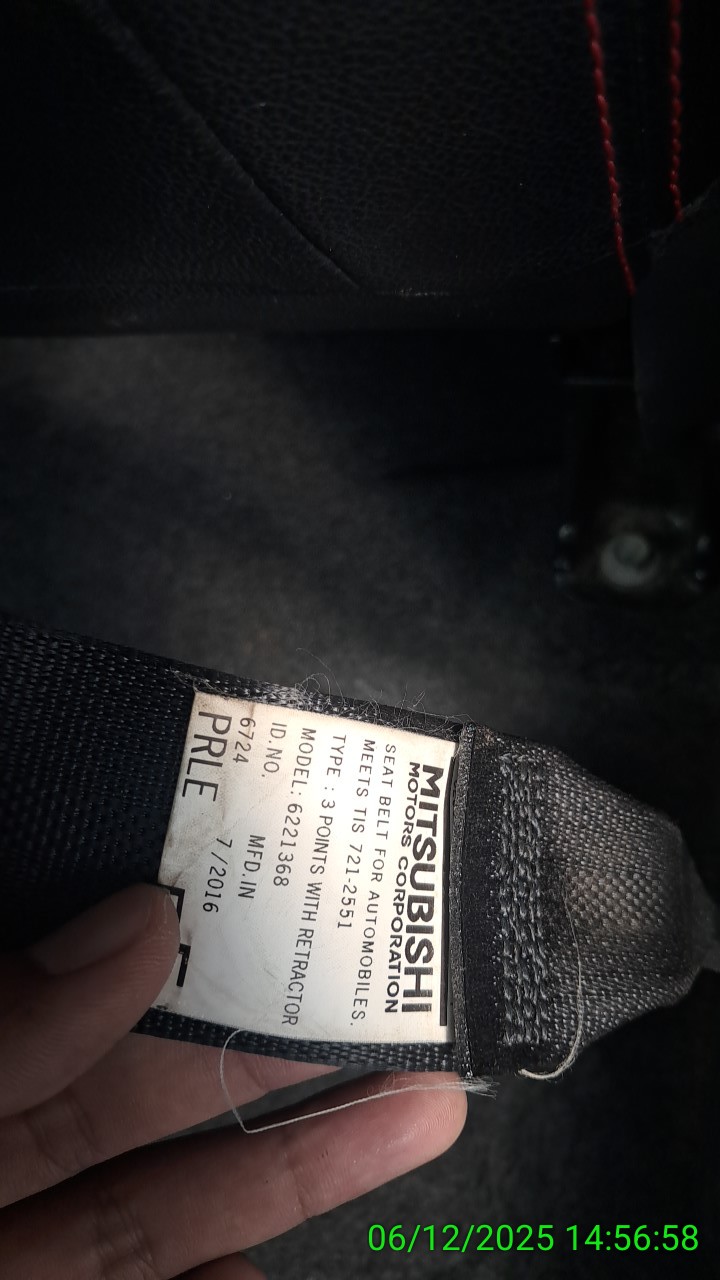 MITSUBISHI
MOTORS CORPORATION
SEAT BELT FOR AUTOMOBILES.
MEETS TIS 721-2551
TYPE : 3 POINTS WITH RETRACTOR
MODEL: 6221368
ID.NO. MFD.IN
6724 7/2016
PRLE
06/12/2025 14:56:58